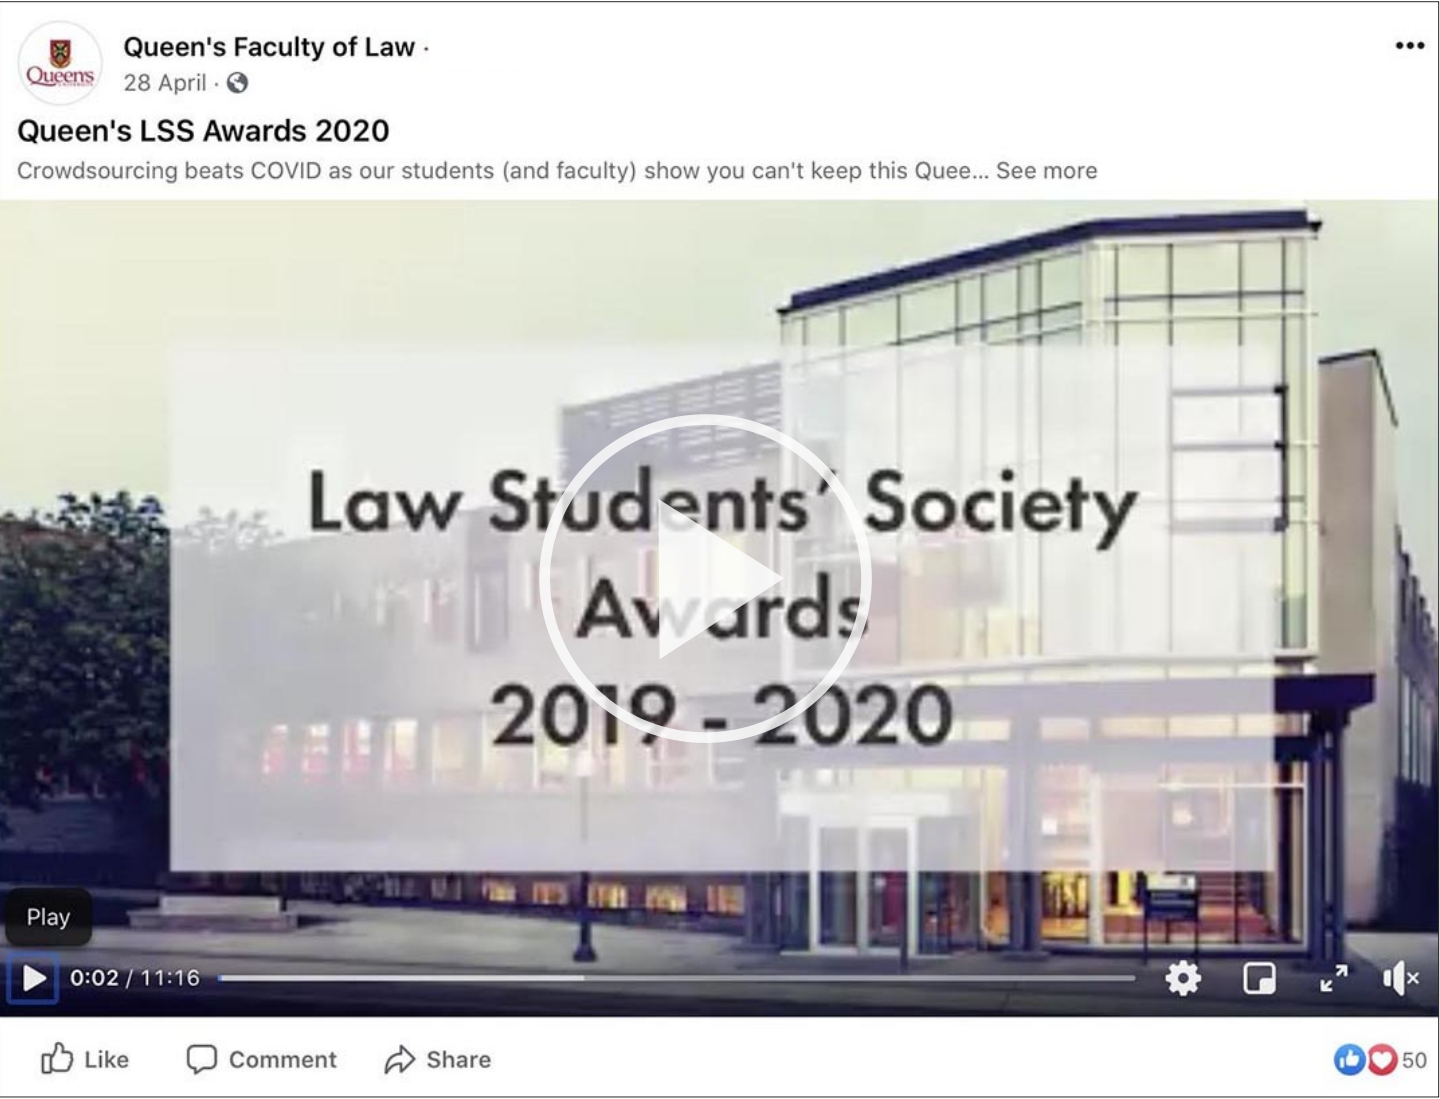 Queen's
UNIVERSITY
Queen's Faculty of Law ·
28 April ·
Queen's LSS Awards 2020
Crowdsourcing beats COVID as our students (and faculty) show you can't keep this Quee... See more
Law Students' Society
Awards
2019 - 2020
Play
0:02 / 11:16
Like
Comment
Share
50